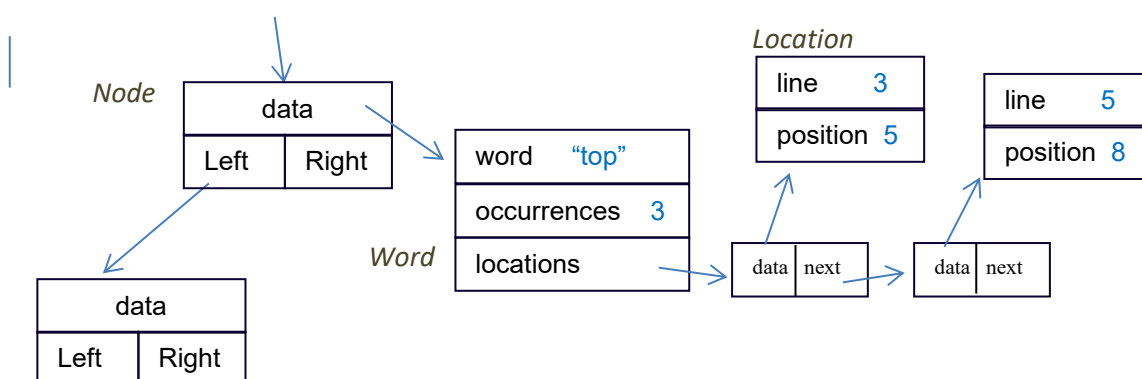 Location
line 3
position 5
line 5
position 8
Node
data
Left Right
word “top”
occurrences 3
locations
Word
data next
data next
data
Left Right